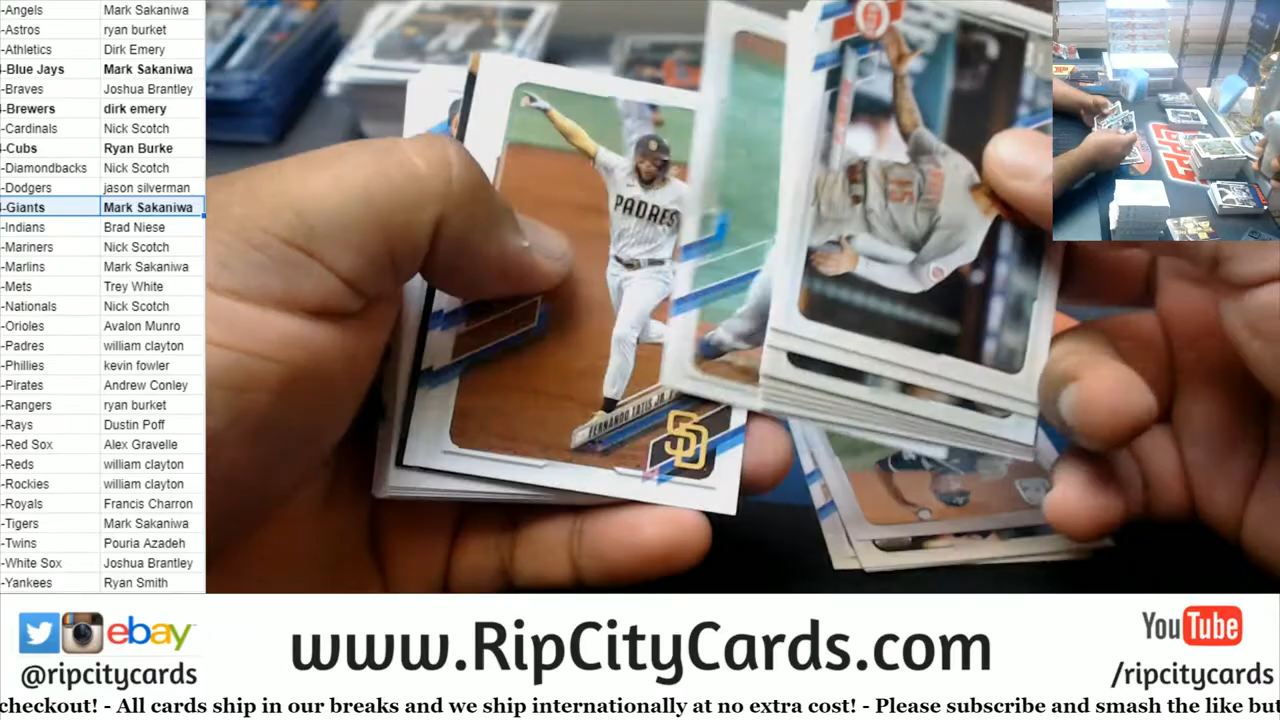 -Angels Mark Sakaniwa
-Astros ryan burket
-Athletics Dirk Emery
-Blue Jays Mark Sakaniwa
-Braves Joshua Brantley
-Brewers dirk emery
-Cardinals Nick Scotch
-Cubs Ryan Burke
-Diamondbacks Nick Scotch
-Dodgers jason silverman
-Giants Mark Sakaniwa
-Indians Brad Niese
-Mariners Nick Scotch
-Marlins Mark Sakaniwa
-Mets Trey White
-Nationals Nick Scotch
-Orioles Avalon Munro
-Padres william clayton
-Phillies kevin fowler
-Pirates Andrew Conley
-Rangers ryan burket
-Rays Dustin Poff
-Red Sox Alex Gravelle
-Reds william clayton
-Rockies william clayton
-Royals Francis Charron
-Tigers Mark Sakaniwa
-Twins Pouria Azadeh
-White Sox Joshua Brantley
-Yankees Ryan Smith
PADRES
FERNANDO TATIS JR.
SD
TOPPS
ebay
@ripcitycards
www.RipCityCards.com
YouTube
/ripcitycards
checkout! - All cards ship in our breaks and we ship internationally at no extra cost! - Please subscribe and smash the like but